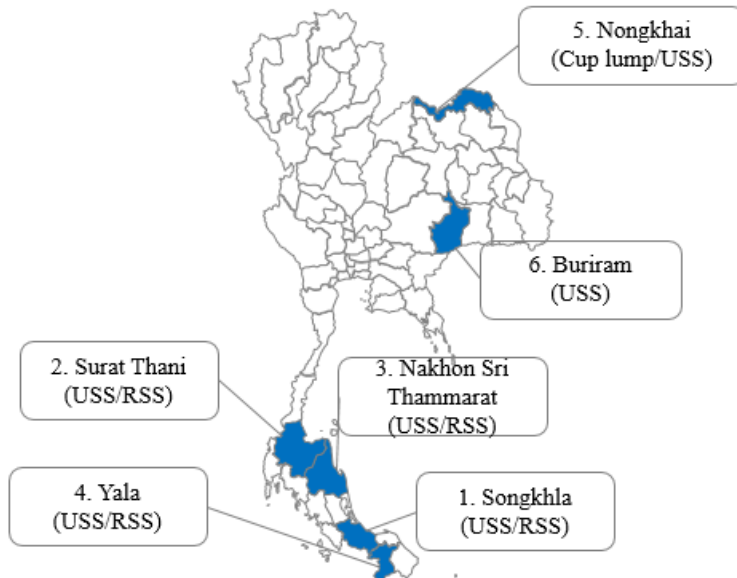 5. Nongkhai
(Cup lump/USS)
6. Buriram
(USS)
2. Surat Thani
(USS/RSS)
3. Nakhon Sri
Thammarat
(USS/RSS)
4. Yala
(USS/RSS)
1. Songkhla
(USS/RSS)